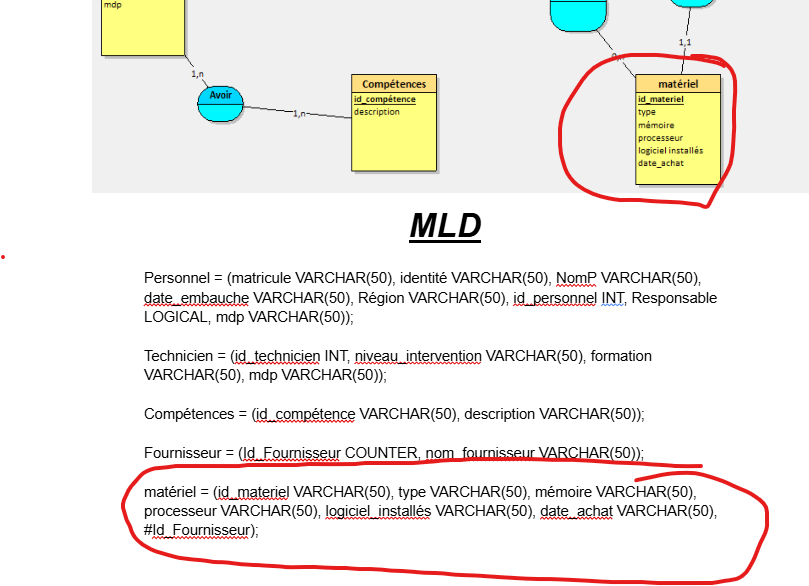 mdp
1,n
Avoir
1,n
Compétences
id_compétence
description
1,1
matériel
id_materiel
type
mémoire
processeur
logiciel installés
date_achat
MLD
Personnel = (matricule VARCHAR(50), identité VARCHAR(50), NomP VARCHAR(50),
date_embauche VARCHAR(50), Région VARCHAR(50), id_personnel INT, Responsable
LOGICAL, mdp VARCHAR(50));
Technicien = (id_technicien INT, niveau_intervention VARCHAR(50), formation
VARCHAR(50), mdp VARCHAR(50));
Compétences = (id_compétence VARCHAR(50), description VARCHAR(50));
Fournisseur = (Id_Fournisseur COUNTER, nom_fournisseur VARCHAR(50));
matériel = (id_materiel VARCHAR(50), type VARCHAR(50), mémoire VARCHAR(50),
processeur VARCHAR(50), logiciel_installés VARCHAR(50), date_achat VARCHAR(50),
#Id_Fournisseur);